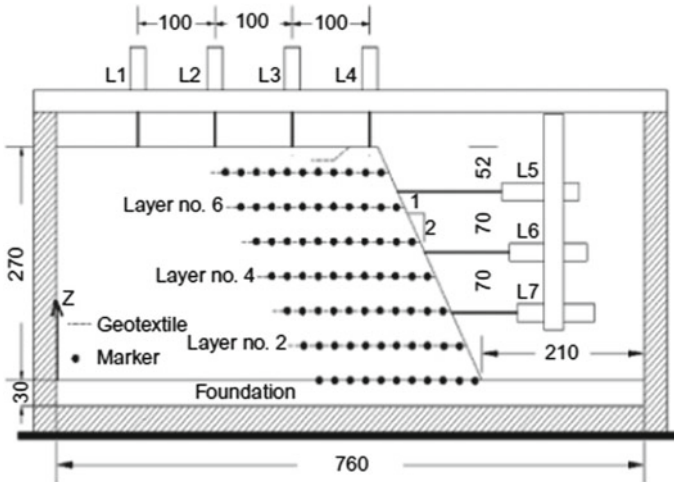 100 100 100
L1 L2 L3 L4
52
L5
1
Layer no. 6
2
70
L6
270
Layer no. 4
70
Z
L7
Geotextile
Layer no. 2
Marker
210
30
Foundation
760